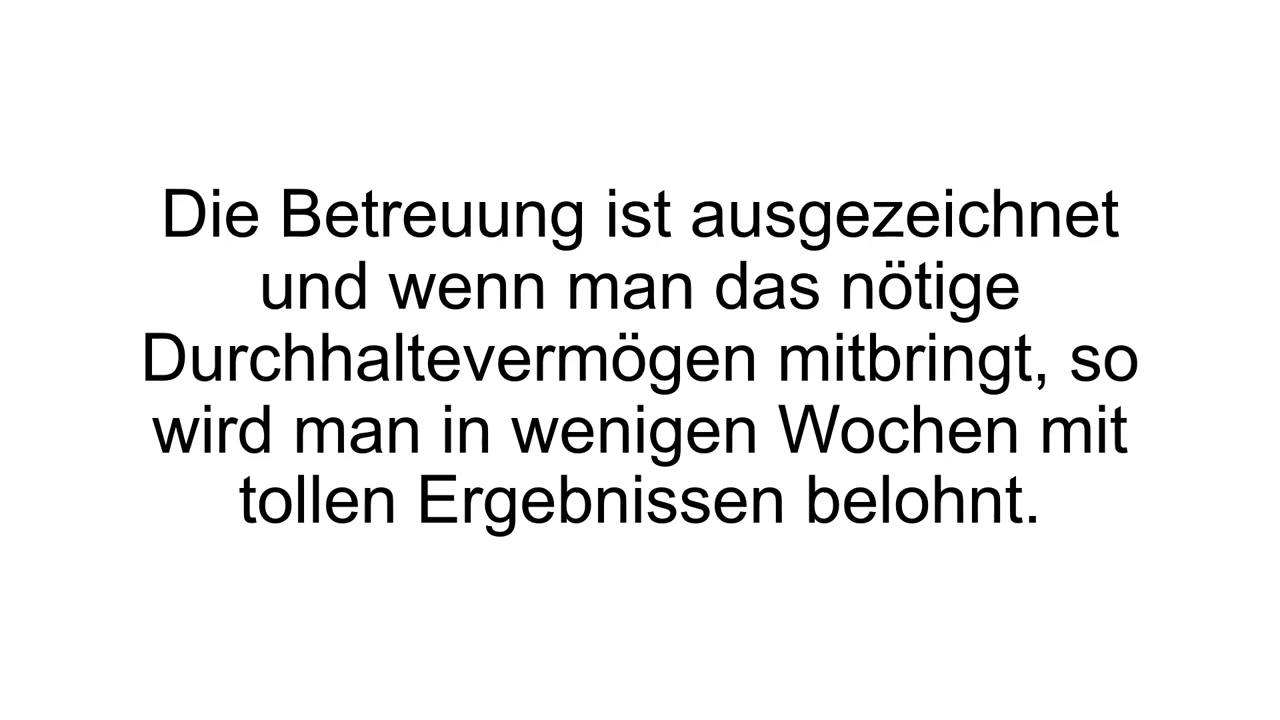 Die Betreuung ist ausgezeichnet
und wenn man das nötige
Durchhaltevermögen mitbringt, so
wird man in wenigen Wochen mit
tollen Ergebnissen belohnt.